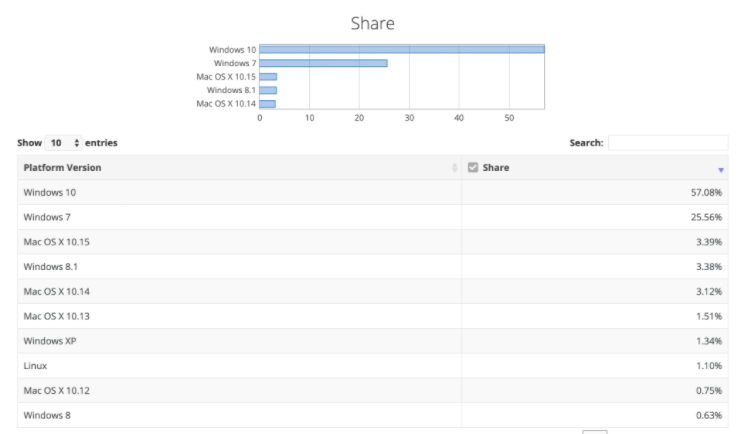 Share
Windows 10
Windows 7
Mac OS X 10.15
Windows 8.1
Mac OS X 10.14
0 10 20 30 40 50
Show 10 entries Search:
Platform Version Share
Windows 10 57.08%
Windows 7 25.56%
Mac OS X 10.15 3.39%
Windows 8.1 3.38%
Mac OS X 10.14 3.12%
Mac OS X 10.13 1.51%
Windows XP 1.34%
Linux 1.10%
Mac OS X 10.12 0.75%
Windows 8 0.63%